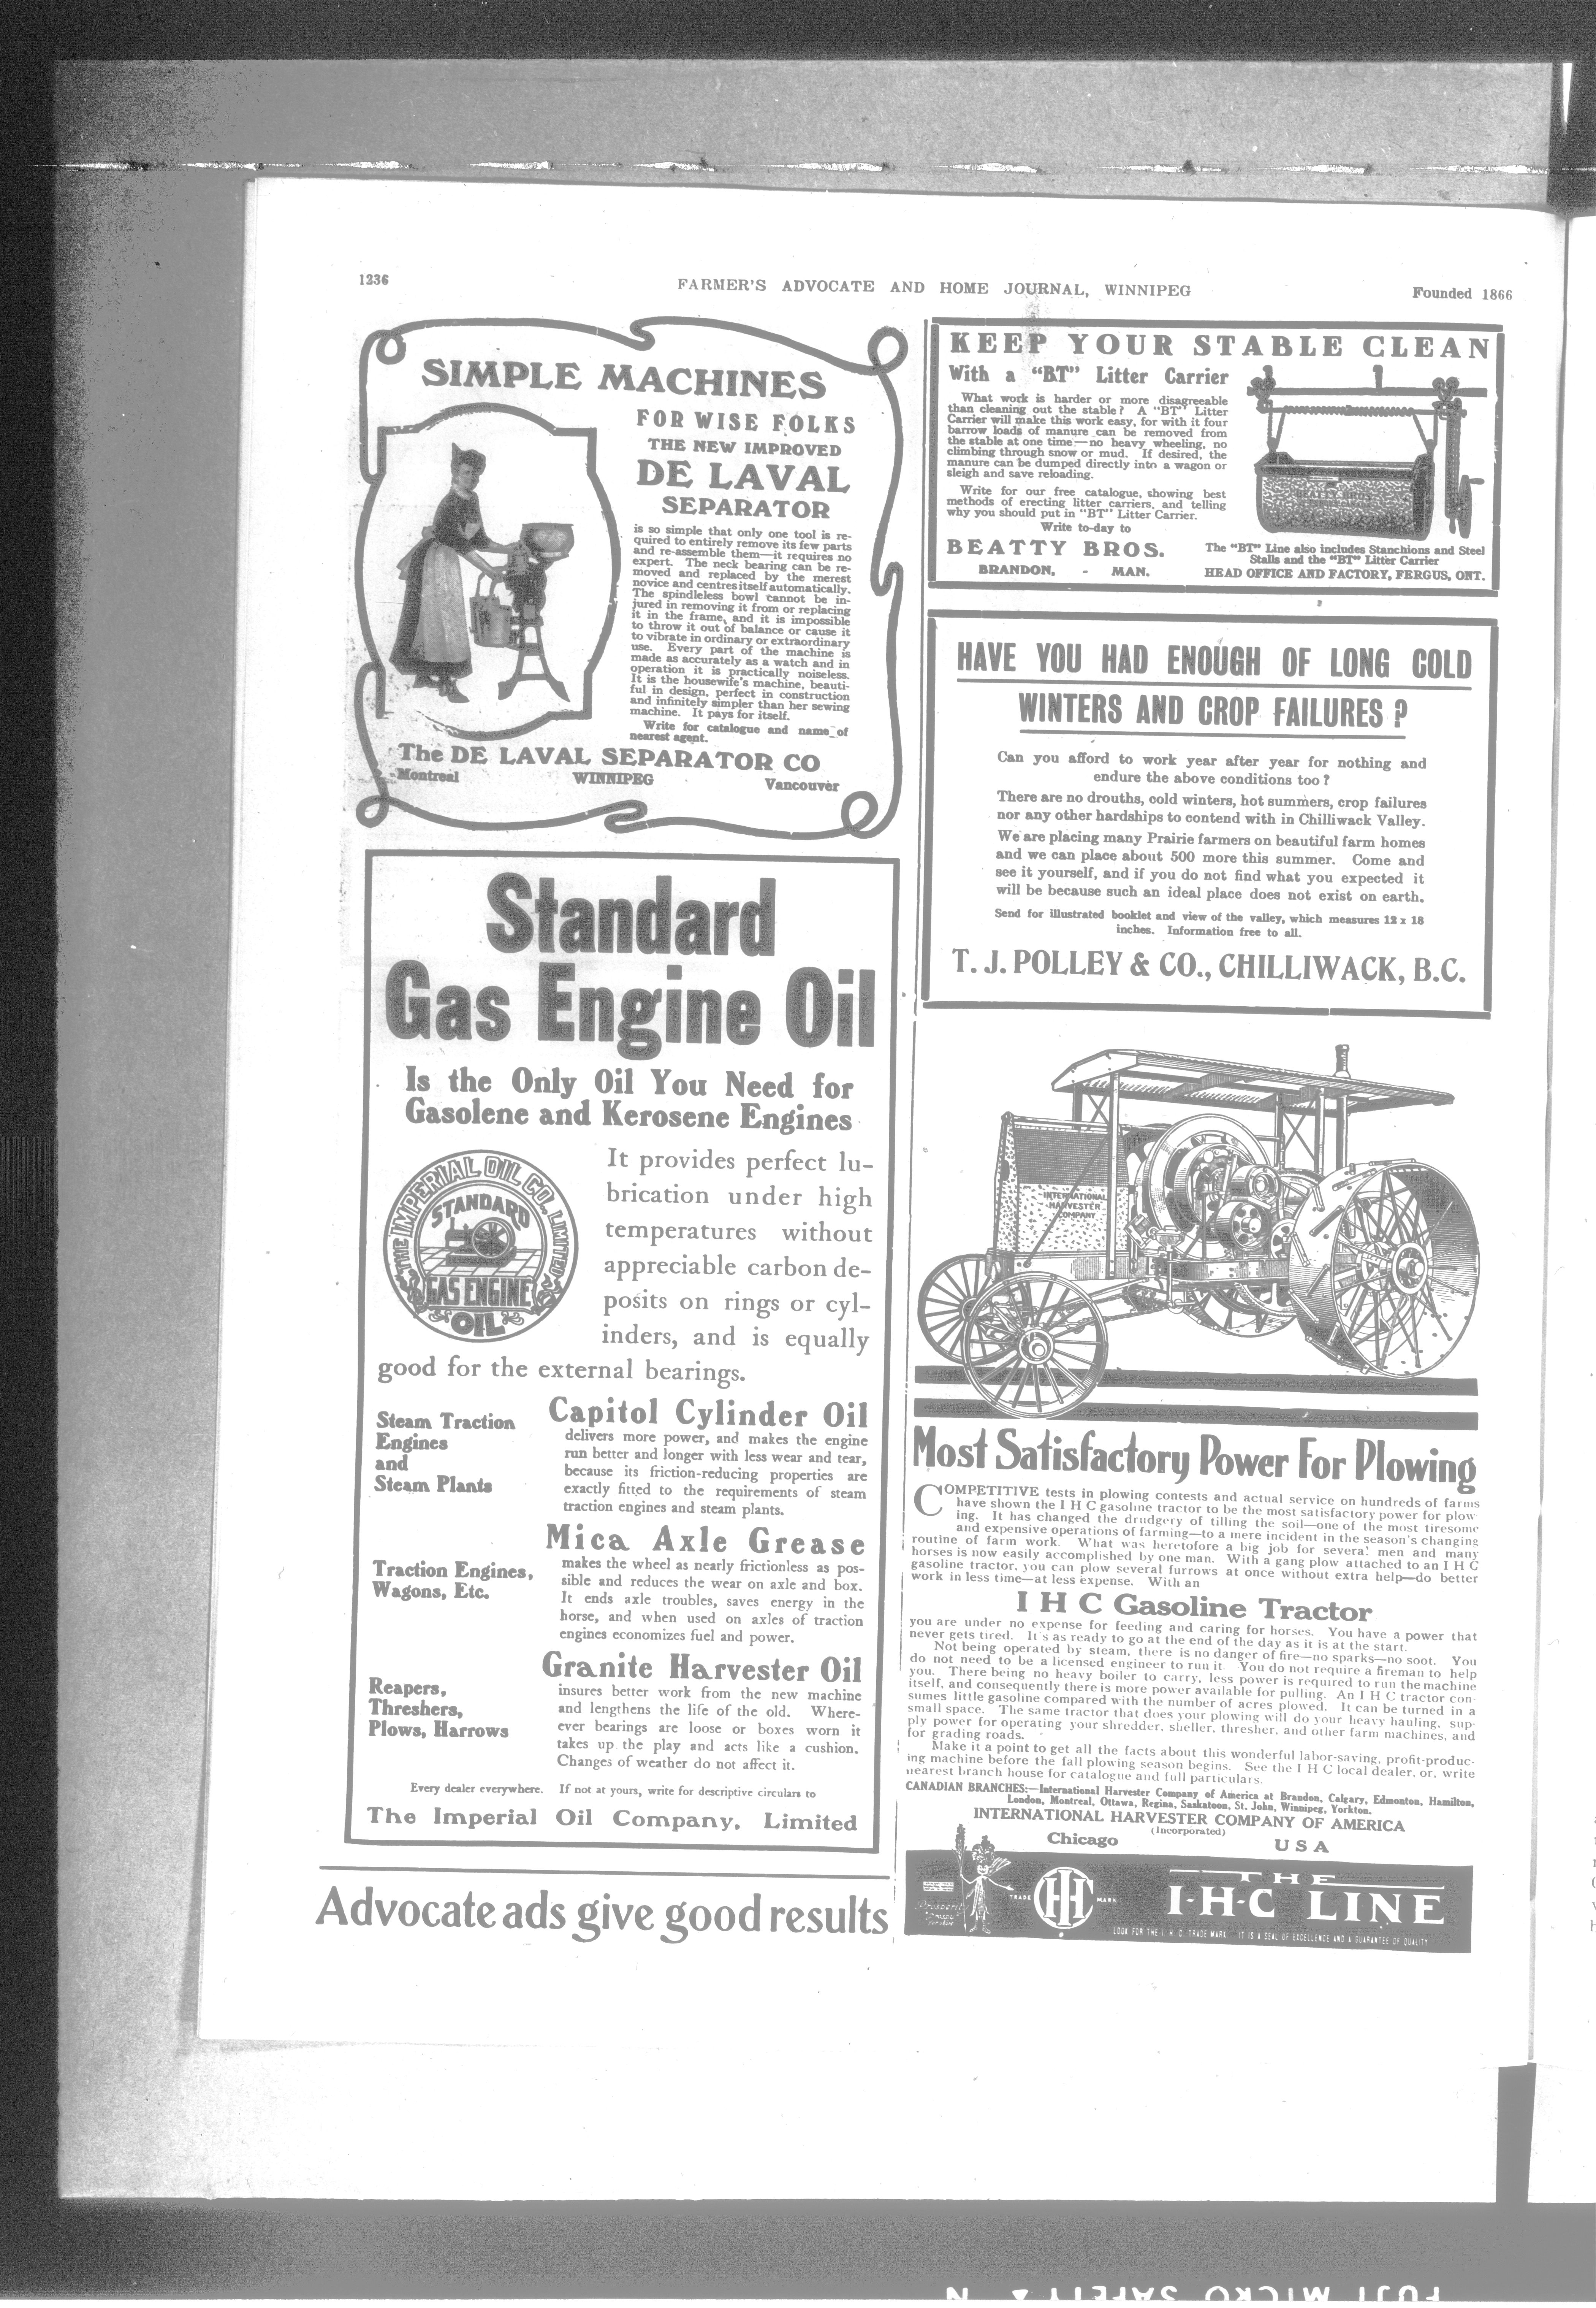 1236
FARMER'S ADVOCATE AND HOME JOURNAL, WINNIPEG
Founded 1866
SIMPLE MACHINES
FOR WISE FOLKS
THE NEW IMPROVED
DE LAVAL
SEPARATOR
is so simple that only one tool is re-
quired to entirely remove its few parts
and re-assemble them—it requires no
expert. The neck bearing can be re-
moved and replaced by the merest
novice and centres itself automatically.
The spindleless bowl cannot be in-
jured in removing it from or replacing
it in the frame, and it is impossible
to throw it out of balance or cause it
to vibrate in ordinary or extraordinary
use. Every part of the machine is
made as accurately as a watch and in
operation it is practically noiseless.
It is the housewife's machine, beauti-
ful in design, perfect in construction
and infinitely simpler than her sewing
machine. It pays for itself.
Write for catalogue and name of
nearest agent.
The DE LAVAL SEPARATOR CO
Montreal WINNIPEG Vancouver
Standard
Gas Engine Oil
Is the Only Oil You Need for
Gasolene and Kerosene Engines
THE IMPERIAL OIL CO. LIMITED
STANDARD
GAS ENGINE
OIL
It provides perfect lu-
brication under high
temperatures without
appreciable carbon de-
posits on rings or cyl-
inders, and is equally
good for the external bearings.
Steam Traction
Engines
and
Steam Plants
Capitol Cylinder Oil
delivers more power, and makes the engine
run better and longer with less wear and tear,
because its friction-reducing properties are
exactly fitted to the requirements of steam
traction engines and steam plants.
Traction Engines,
Wagons, Etc.
Mica Axle Grease
makes the wheel as nearly frictionless as pos-
sible and reduces the wear on axle and box.
It ends axle troubles, saves energy in the
horse, and when used on axles of traction
engines economizes fuel and power.
Reapers,
Threshers,
Plows, Harrows
Granite Harvester Oil
insures better work from the new machine
and lengthens the life of the old. Where-
ever bearings are loose or boxes worn it
takes up the play and acts like a cushion.
Changes of weather do not affect it.
Every dealer everywhere. If not at yours, write for descriptive circulars to
The Imperial Oil Company, Limited
Advocate ads give good results
KEEP YOUR STABLE CLEAN
With a "BT" Litter Carrier
What work is harder or more disagreeable
than cleaning out the stable? A "BT" Litter
Carrier will make this work easy, for with it four
barrow loads of manure can be removed from
the stable at one time—no heavy wheeling, no
climbing through snow or mud. If desired, the
manure can be dumped directly into a wagon or
sleigh and save reloading.
Write for our free catalogue, showing best
methods of erecting litter carriers, and telling
why you should put in "BT" Litter Carrier.
Write to-day to
BEATTY BROS.
BRANDON, - MAN.
BEATTY BROS
The "BT" Line also includes Stanchions and Steel
Stalls and the "BT" Litter Carrier
HEAD OFFICE AND FACTORY, FERGUS, ONT.
HAVE YOU HAD ENOUGH OF LONG COLD
WINTERS AND CROP FAILURES?
Can you afford to work year after year for nothing and
endure the above conditions too?
There are no drouths, cold winters, hot summers, crop failures
nor any other hardships to contend with in Chilliwack Valley.
We are placing many Prairie farmers on beautiful farm homes
and we can place about 500 more this summer. Come and
see it yourself, and if you do not find what you expected it
will be because such an ideal place does not exist on earth.
Send for illustrated booklet and view of the valley, which measures 12 x 18
inches. Information free to all.
T. J. POLLEY & CO., CHILLIWACK, B.C.
INTERNATIONAL
HARVESTER
COMPANY
Most Satisfactory Power For Plowing
COMPETITIVE tests in plowing contests and actual service on hundreds of farms
have shown the I H C gasoline tractor to be the most satisfactory power for plow
ing. It has changed the drudgery of tilling the soil—one of the most tiresome
and expensive operations of farming—to a mere incident in the season's changing
routine of farm work. What was heretofore a big job for several men and many
horses is now easily accomplished by one man. With a gang plow attached to an I H C
gasoline tractor, you can plow several furrows at once without extra help—do better
work in less time—at less expense. With an
I H C Gasoline Tractor
you are under no expense for feeding and caring for horses. You have a power that
never gets tired. It's as ready to go at the end of the day as it is at the start.
Not being operated by steam, there is no danger of fire—no sparks—no soot. You
do not need to be a licensed engineer to run it. You do not require a fireman to help
you. There being no heavy boiler to carry, less power is required to run the machine
itself, and consequently there is more power available for pulling. An I H C tractor con-
sumes little gasoline compared with the number of acres plowed. It can be turned in a
small space. The same tractor that does your plowing will do your heavy hauling, sup-
ply power for operating your shredder, sheller, thresher, and other farm machines, and
for grading roads.
Make it a point to get all the facts about this wonderful labor-saving, profit-produc-
ing machine before the fall plowing season begins. See the I H C local dealer, or, write
nearest branch house for catalogue and full particulars.
CANADIAN BRANCHES:—International Harvester Company of America at Brandon, Calgary, Edmonton, Hamilton,
London, Montreal, Ottawa, Regina, Saskatoon, St. John, Winnipeg, Yorkton.
INTERNATIONAL HARVESTER COMPANY OF AMERICA
(Incorporated)
Chicago U S A
TRADE IHC MARK
THE
I-H-C LINE
LOOK FOR THE I. H. C. TRADE MARK. IT IS A SEAL OF EXCELLENCE AND A GUARANTEE OF QUALITY
FUJI MICRO SAFETY